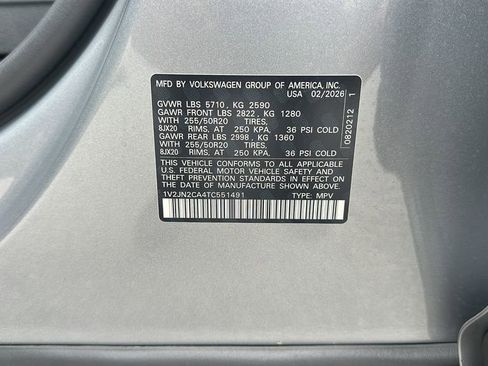 MFD BY VOLKSWAGEN GROUP OF AMERICA, INC.
USA 02/2026
GVWR LBS 5710, KG 2590
GAWR FRONT LBS 2822, KG 1280
WITH 255/50R20 TIRES,
8JX20 RIMS, AT 250 KPA, 36 PSI COLD
GAWR REAR LBS 2998, KG 1360
WITH 255/50R20 TIRES,
8JX20 RIMS, AT 250 KPA, 36 PSI COLD
THIS VEHICLE CONFORMS TO ALL APPLICABLE
U.S. FEDERAL MOTOR VEHICLE SAFETY AND
THEFT PREVENTION STANDARDS IN EFFECT ON
THE DATE OF MANUFACTURE SHOWN ABOVE.
1V2JN2CA4TC551491 TYPE: MPV
0820212 1